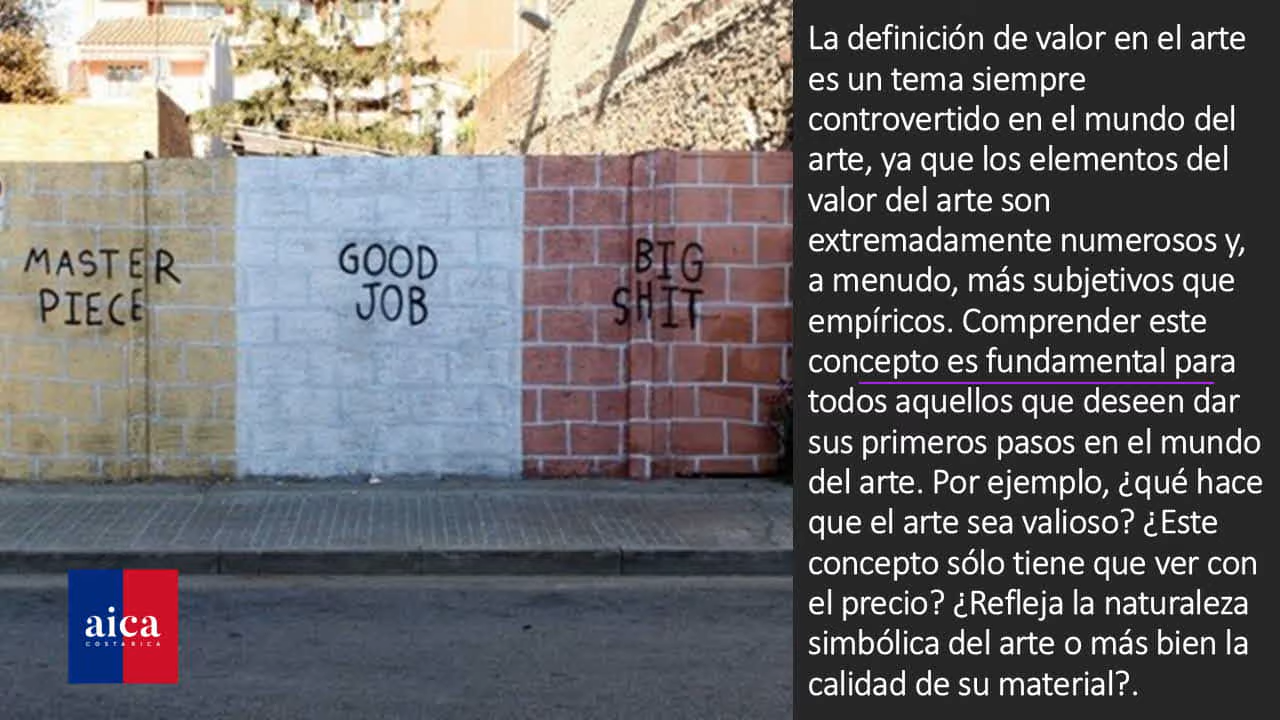 MASTER
PIECE
GOOD
JOB
BIG
SHIT
aica
COSTARICA
La definición de valor en el arte
es un tema siempre
controvertido en el mundo del
arte, ya que los elementos del
valor del arte son
extremadamente numerosos y,
a menudo, más subjetivos que
empíricos. Comprender este
concepto es fundamental para
todos aquellos que deseen dar
sus primeros pasos en el mundo
del arte. Por ejemplo, ¿qué hace
que el arte sea valioso? ¿Este
concepto sólo tiene que ver con
el precio? ¿Refleja la naturaleza
simbólica del arte o más bien la
calidad de su material?.